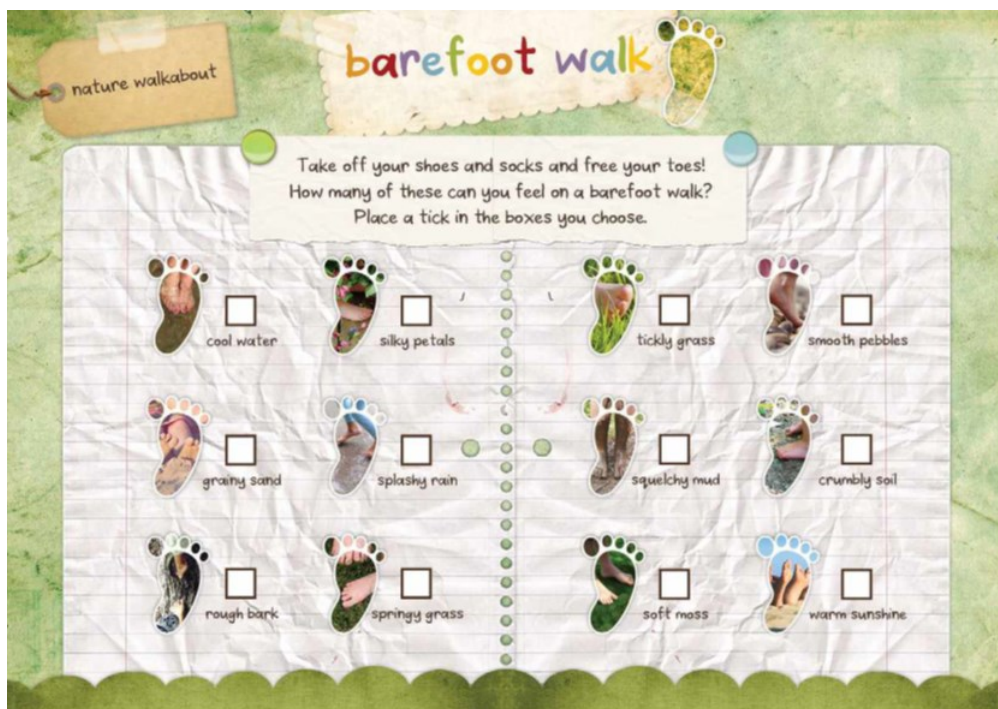 nature walkabout
barefoot walk
Take off your shoes and socks and free your toes!
How many of these can you feel on a barefoot walk?
Place a tick in the boxes you choose.
cool water
silky petals
tickly grass
smooth pebbles
grainy sand
splashy rain
squelchy mud
crumbly soil
rough bark
springy grass
soft moss
warm sunshine